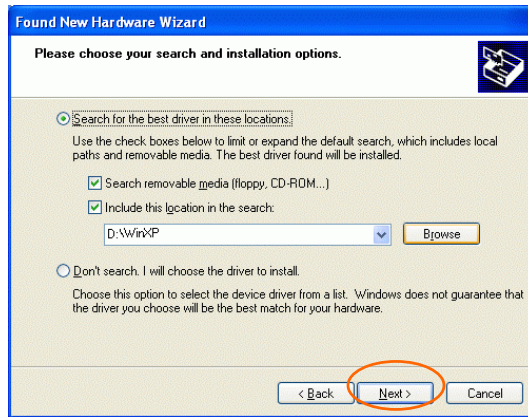 Found New Hardware Wizard
Please choose your search and installation options.
Search for the best driver in these locations.
Use the check boxes below to limit or expand the default search, which includes local
paths and removable media. The best driver found will be installed.
Search removable media (floppy, CD-ROM...)
Include this location in the search:
D:\WinXP
Browse
Don't search. I will choose the driver to install.
Choose this option to select the device driver from a list. Windows does not guarantee that
the driver you choose will be the best match for your hardware.
< Back
Next >
Cancel